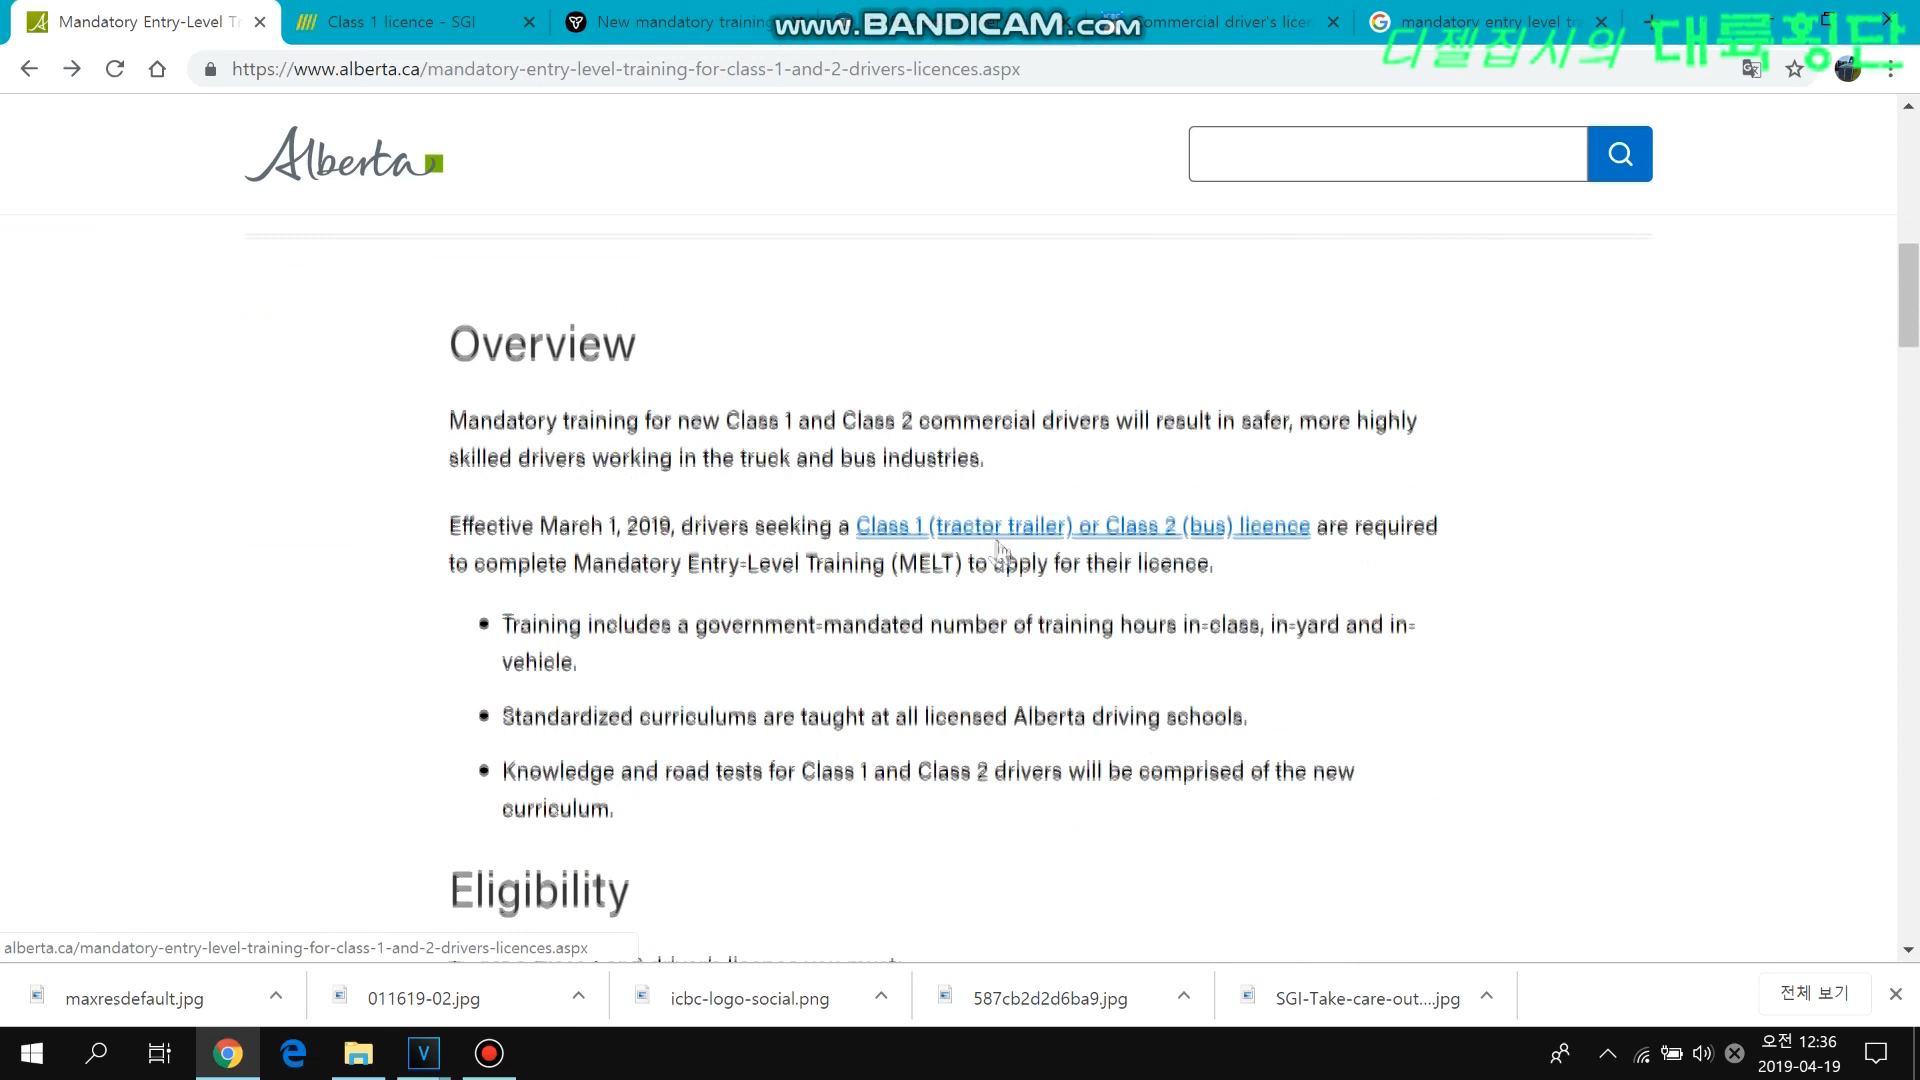 Mandatory Entry-Level Tr
Class 1 licence - SGI
New mandatory training
www.BANDICAM.com
ommercial driver's licen
mandatory entry level tr
디젤집시의 대륙횡단
https://www.alberta.ca/mandatory-entry-level-training-for-class-1-and-2-drivers-licences.aspx
Alberta
Overview
Mandatory training for new Class 1 and Class 2 commercial drivers will result in safer, more highly
skilled drivers working in the truck and bus industries.
Effective March 1, 2019, drivers seeking a Class 1 (tractor trailer) or Class 2 (bus) licence are required
to complete Mandatory Entry-Level Training (MELT) to apply for their licence.
• Training includes a government-mandated number of training hours in-class, in-yard and in-
vehicle.
• Standardized curriculums are taught at all licensed Alberta driving schools.
• Knowledge and road tests for Class 1 and Class 2 drivers will be comprised of the new
curriculum.
Eligibility
alberta.ca/mandatory-entry-level-training-for-class-1-and-2-drivers-licences.aspx
maxresdefault.jpg
011619-02.jpg
icbc-logo-social.png
587cb2d2d6ba9.jpg
SGI-Take-care-out....jpg
전체 보기
오전 12:36
2019-04-19